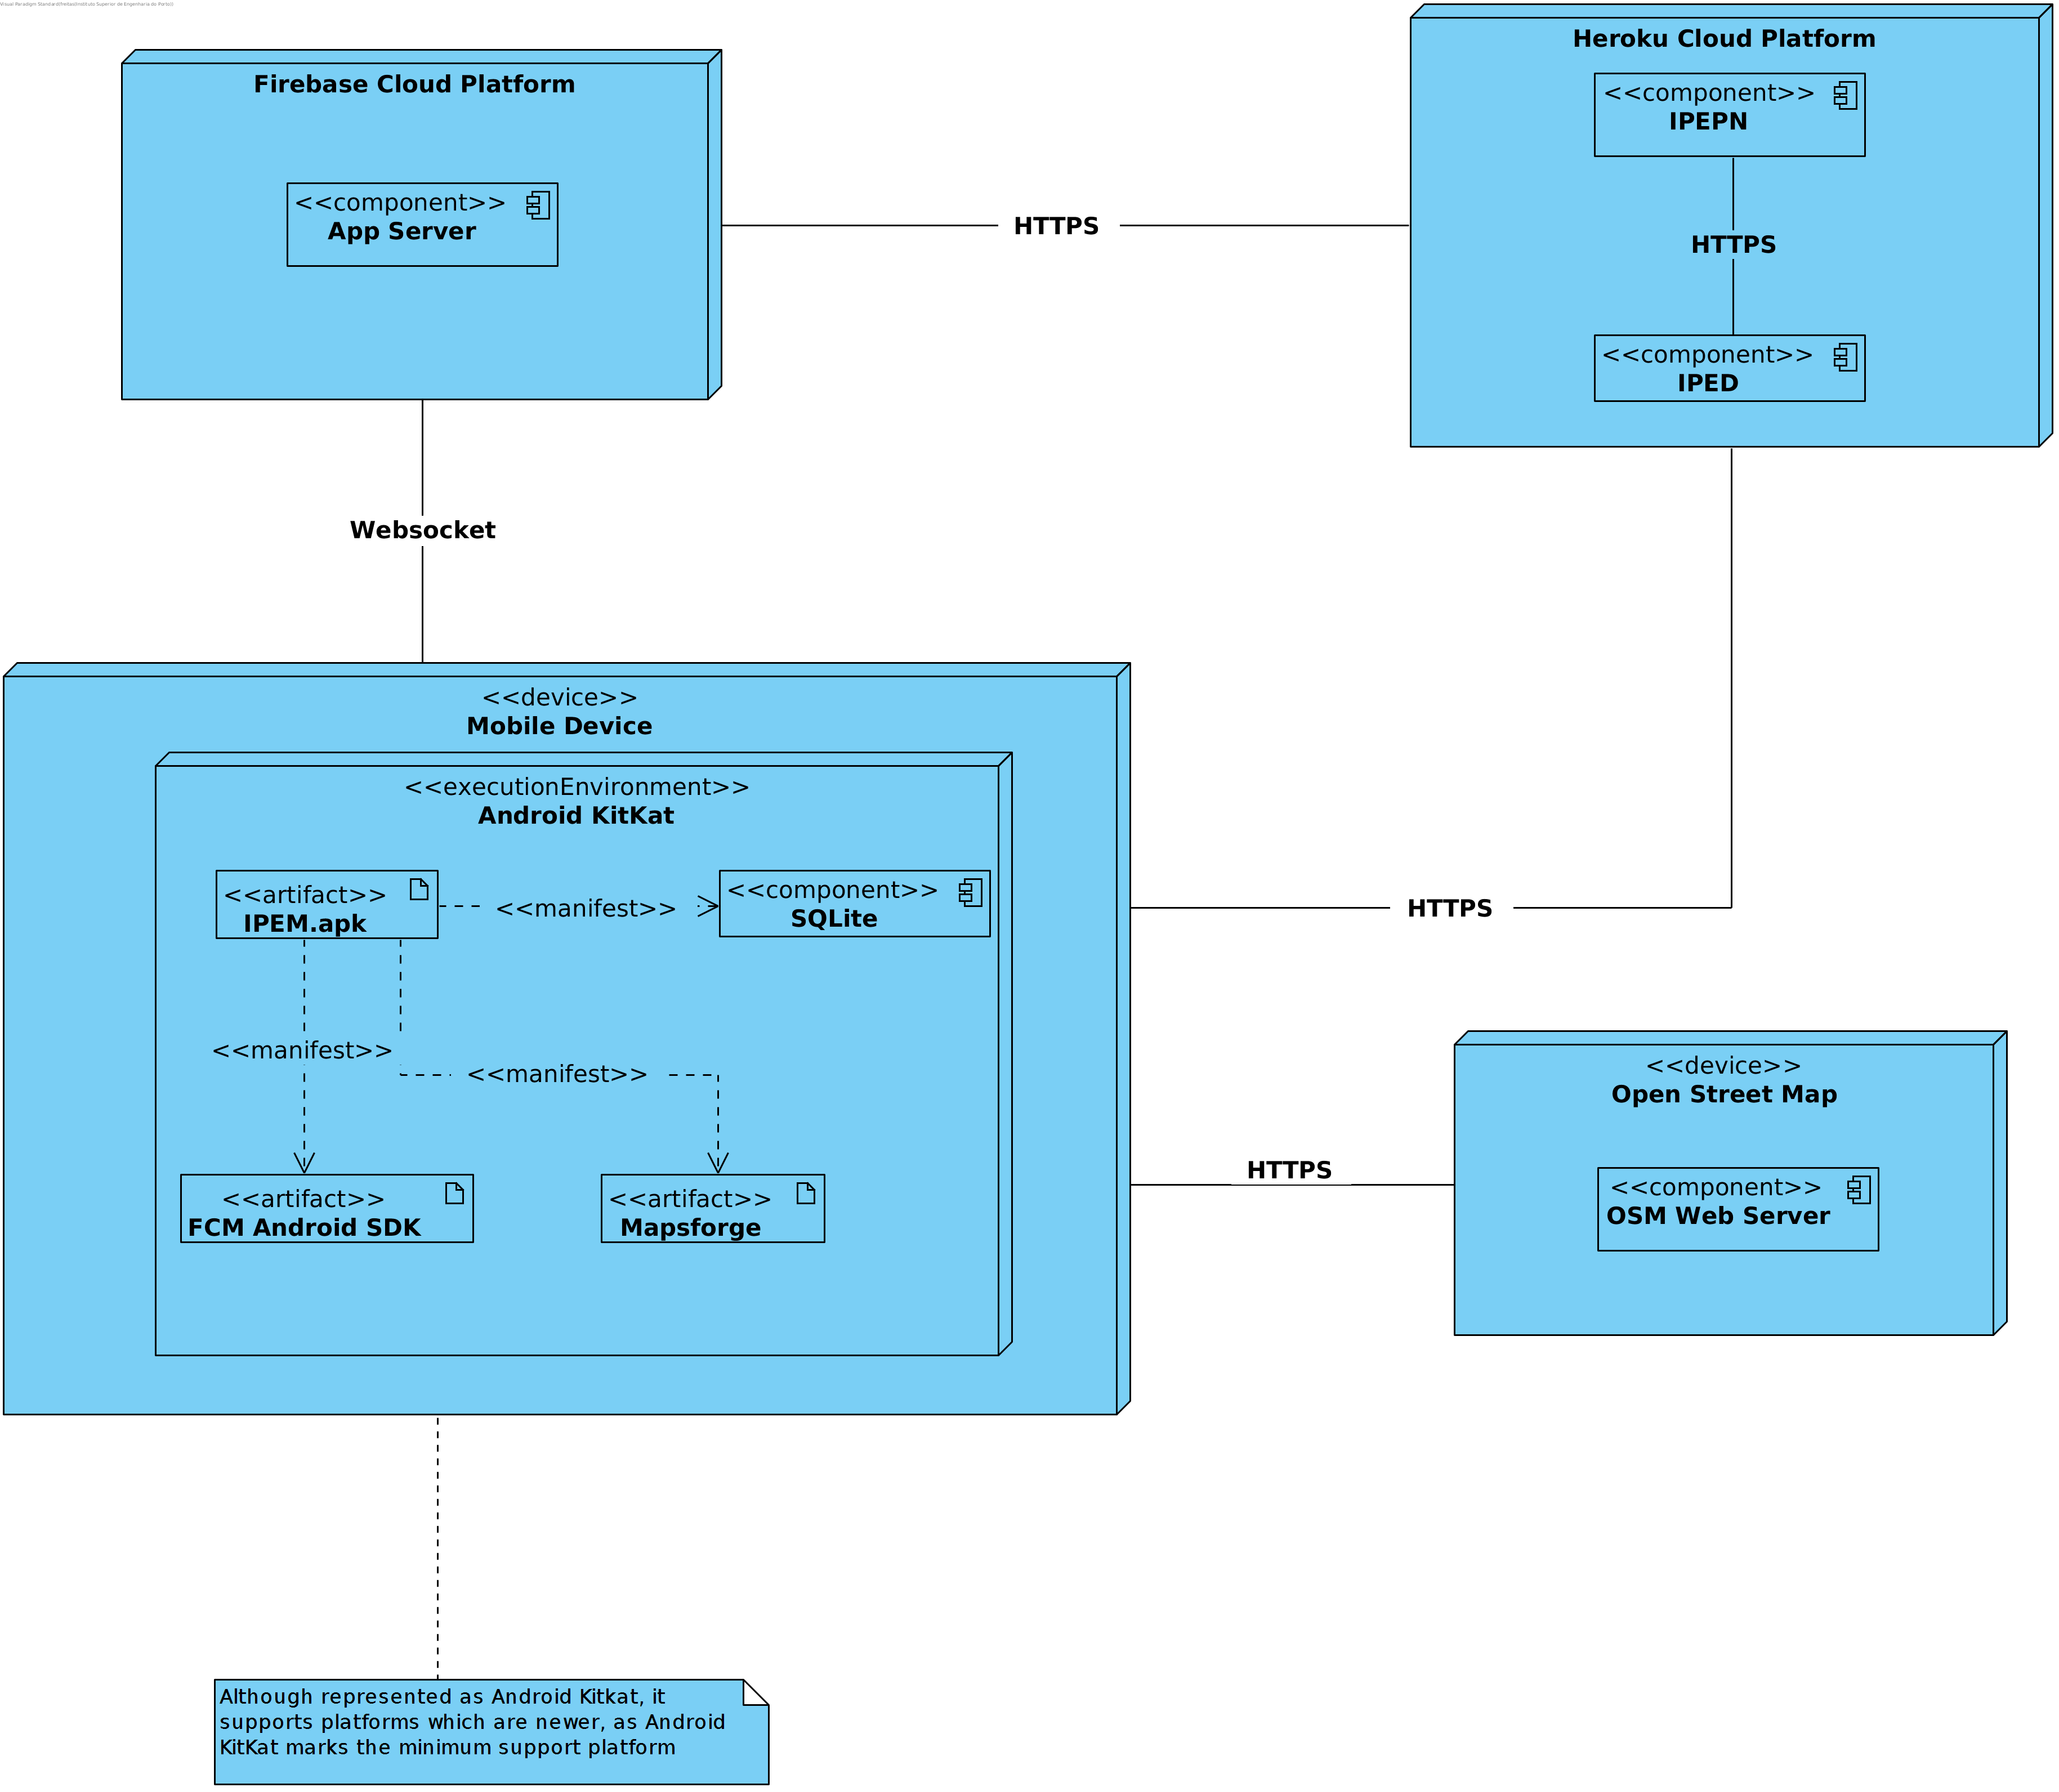 Visual Paradigm Standard(freitas(Instituto Superior de Engenharia do Porto))
Firebase Cloud Platform
<<component>>
App Server
HTTPS
Heroku Cloud Platform
<<component>>
IPEPN
HTTPS
<<component>>
IPED
Websocket
<<device>>
Mobile Device
<<executionEnvironment>>
Android KitKat
<<artifact>>
IPEM.apk
<<manifest>>
<<component>>
SQLite
<<manifest>>
<<manifest>>
<<artifact>>
FCM Android SDK
<<artifact>>
Mapsforge
HTTPS
HTTPS
<<device>>
Open Street Map
<<component>>
OSM Web Server
Although represented as Android Kitkat, it
supports platforms which are newer, as Android
KitKat marks the minimum support platform